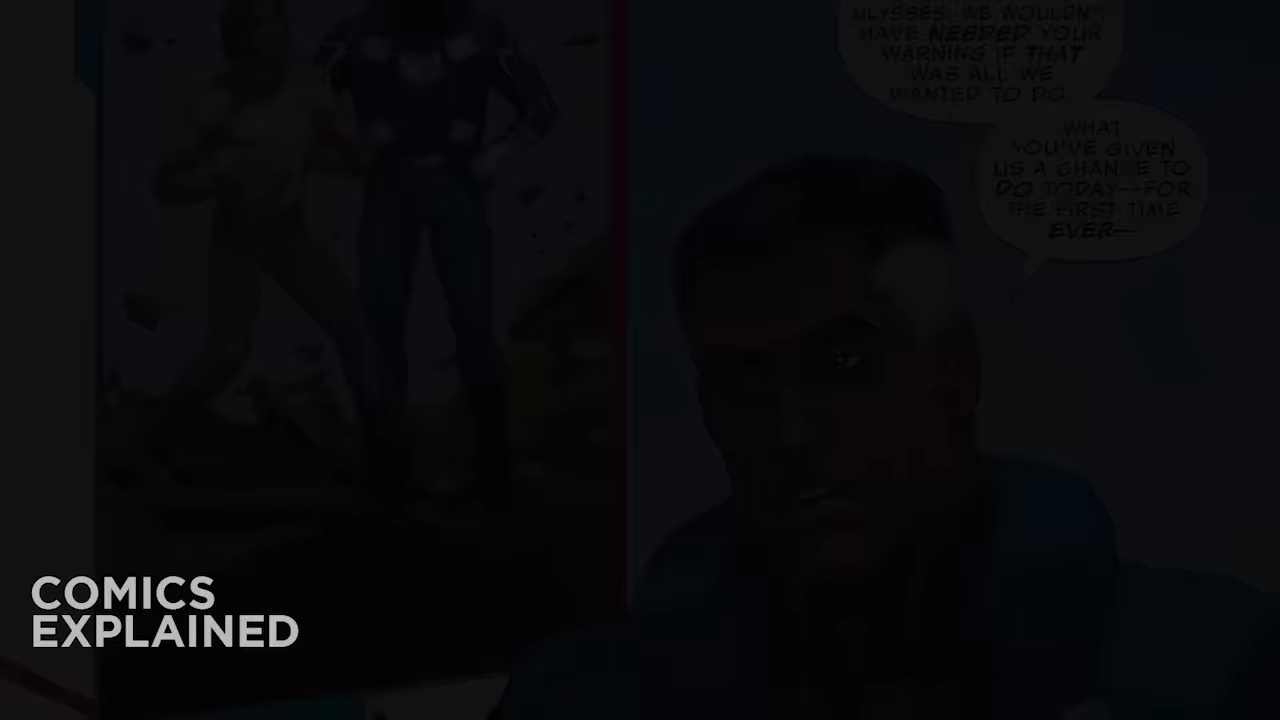 ULYSSES, WE WOULDN'T
HAVE NEEDED YOUR
WARNING IF THAT
WAS ALL WE
WANTED TO DO.
WHAT
YOU'VE GIVEN
US A CHANCE TO
DO TODAY—FOR
THE FIRST TIME
EVER—
COMICS
EXPLAINED